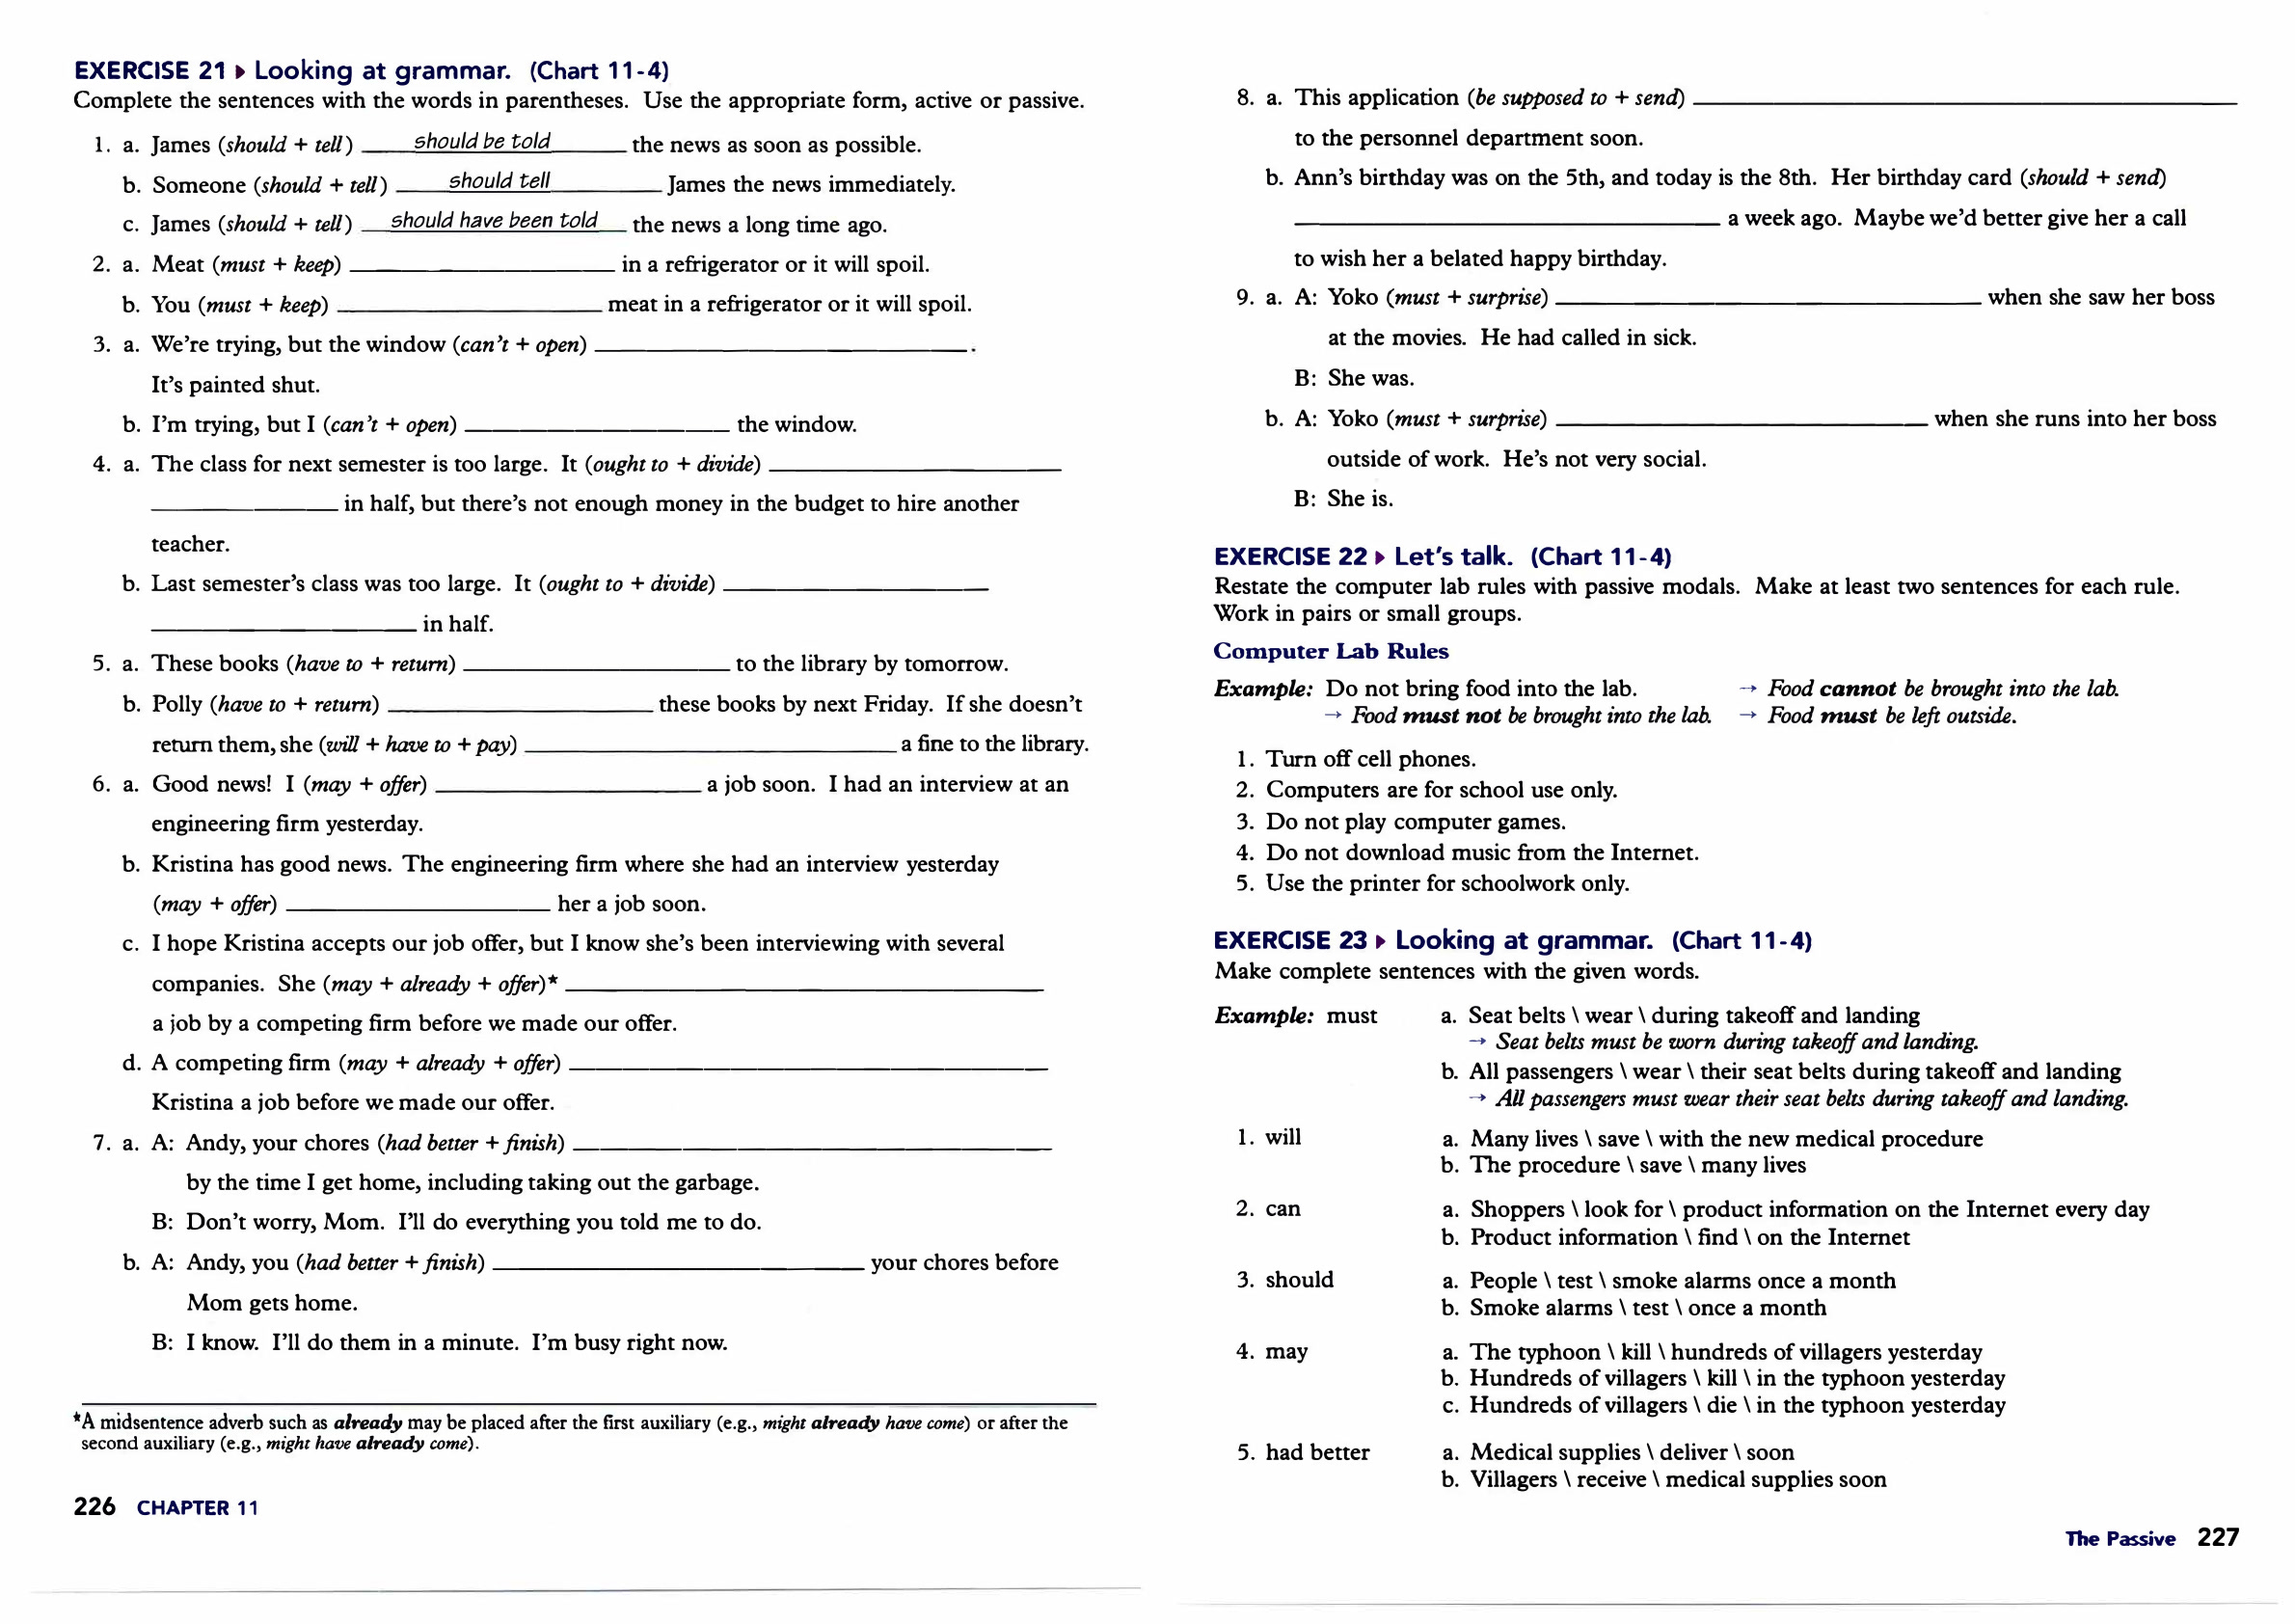 EXERCISE 21 ▸ Looking at grammar. (Chart 11-4)
Complete the sentences with the words in parentheses. Use the appropriate form, active or passive.
1. a. James (should + tell) should be told the news as soon as possible.
b. Someone (should + tell) should tell James the news immediately.
c. James (should + tell) should have been told the news a long time ago.
2. a. Meat (must + keep) ____________ in a refrigerator or it will spoil.
b. You (must + keep) ____________ meat in a refrigerator or it will spoil.
3. a. We're trying, but the window (can't + open) ____________.
It's painted shut.
b. I'm trying, but I (can't + open) ____________ the window.
4. a. The class for next semester is too large. It (ought to + divide) ____________
____________ in half, but there's not enough money in the budget to hire another
teacher.
b. Last semester's class was too large. It (ought to + divide) ____________
____________ in half.
5. a. These books (have to + return) ____________ to the library by tomorrow.
b. Polly (have to + return) ____________ these books by next Friday. If she doesn't
return them, she (will + have to + pay) ____________ a fine to the library.
6. a. Good news! I (may + offer) ____________ a job soon. I had an interview at an
engineering firm yesterday.
b. Kristina has good news. The engineering firm where she had an interview yesterday
(may + offer) ____________ her a job soon.
c. I hope Kristina accepts our job offer, but I know she's been interviewing with several
companies. She (may + already + offer)* ____________
a job by a competing firm before we made our offer.
d. A competing firm (may + already + offer) ____________
Kristina a job before we made our offer.
7. a. A: Andy, your chores (had better + finish) ____________
by the time I get home, including taking out the garbage.
B: Don't worry, Mom. I'll do everything you told me to do.
b. A: Andy, you (had better + finish) ____________ your chores before
Mom gets home.
B: I know. I'll do them in a minute. I'm busy right now.
*A midsentence adverb such as already may be placed after the first auxiliary (e.g., might already have come) or after the
second auxiliary (e.g., might have already come).
226 CHAPTER 11
8. a. This application (be supposed to + send) ____________
to the personnel department soon.
b. Ann's birthday was on the 5th, and today is the 8th. Her birthday card (should + send)
____________ a week ago. Maybe we'd better give her a call
to wish her a belated happy birthday.
9. a. A: Yoko (must + surprise) ____________ when she saw her boss
at the movies. He had called in sick.
B: She was.
b. A: Yoko (must + surprise) ____________ when she runs into her boss
outside of work. He's not very social.
B: She is.
EXERCISE 22 ▸ Let's talk. (Chart 11-4)
Restate the computer lab rules with passive modals. Make at least two sentences for each rule.
Work in pairs or small groups.
Computer Lab Rules
Example: Do not bring food into the lab. → Food cannot be brought into the lab.
→ Food must not be brought into the lab. → Food must be left outside.
1. Turn off cell phones.
2. Computers are for school use only.
3. Do not play computer games.
4. Do not download music from the Internet.
5. Use the printer for schoolwork only.
EXERCISE 23 ▸ Looking at grammar. (Chart 11-4)
Make complete sentences with the given words.
Example: must a. Seat belts \ wear \ during takeoff and landing
→ Seat belts must be worn during takeoff and landing.
b. All passengers \ wear \ their seat belts during takeoff and landing
→ All passengers must wear their seat belts during takeoff and landing.
1. will a. Many lives \ save \ with the new medical procedure
b. The procedure \ save \ many lives
2. can a. Shoppers \ look for \ product information on the Internet every day
b. Product information \ find \ on the Internet
3. should a. People \ test \ smoke alarms once a month
b. Smoke alarms \ test \ once a month
4. may a. The typhoon \ kill \ hundreds of villagers yesterday
b. Hundreds of villagers \ kill \ in the typhoon yesterday
c. Hundreds of villagers \ die \ in the typhoon yesterday
5. had better a. Medical supplies \ deliver \ soon
b. Villagers \ receive \ medical supplies soon
The Passive 227